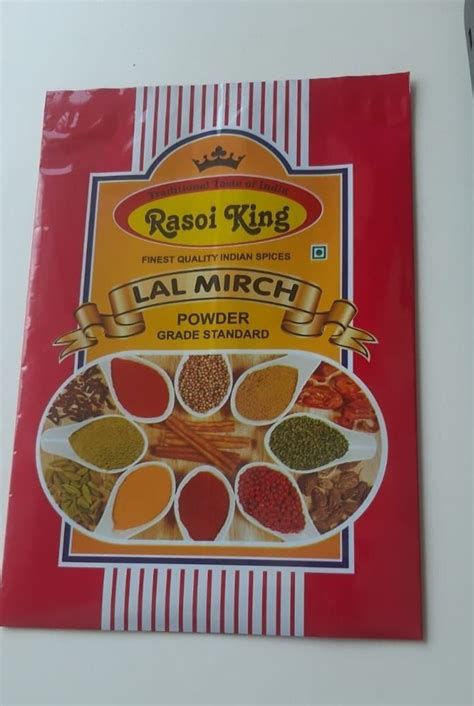 Traditional Taste of India
Rasoi King
FINEST QUALITY INDIAN SPICES
LAL MIRCH
POWDER
GRADE STANDARD